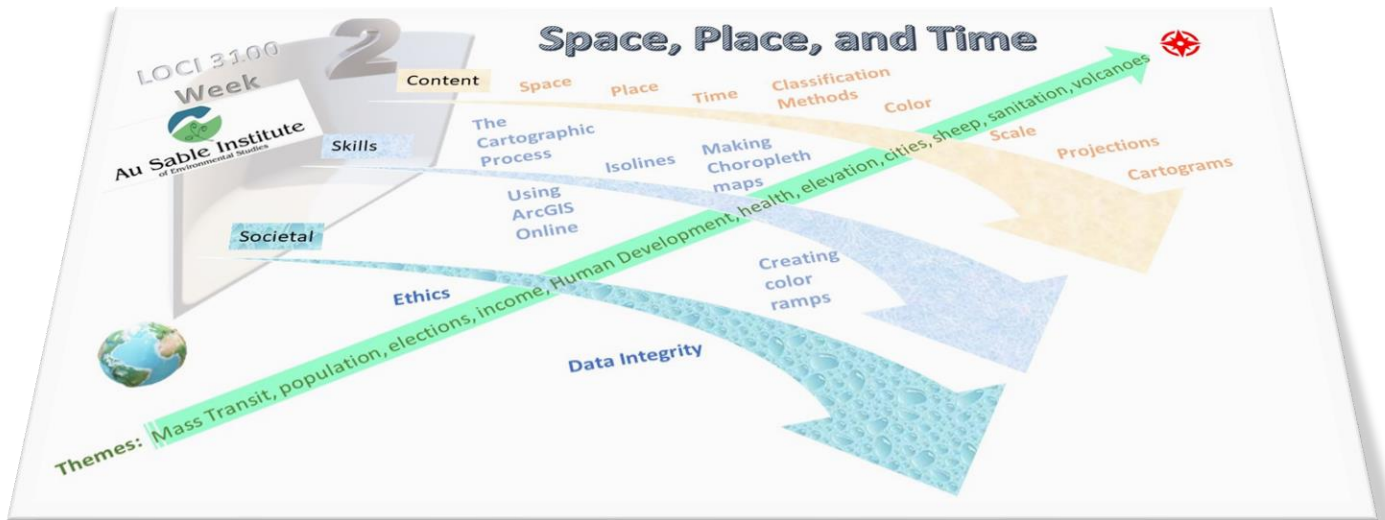 Space, Place, and Time
LOCI 3100
Week
2
Au Sable Institute
of Environmental Studies
Content
Space
Place
Time
Classification
Methods
Color
Scale
Projections
Cartograms
Skills
The
Cartographic
Process
Isolines
Making
Choropleth
maps
Using
ArcGIS
Online
Creating
color
ramps
Societal
Ethics
Data Integrity
Themes: Mass Transit, population, elections, income, Human Development, health, elevation, cities, sheep, sanitation, volcanoes